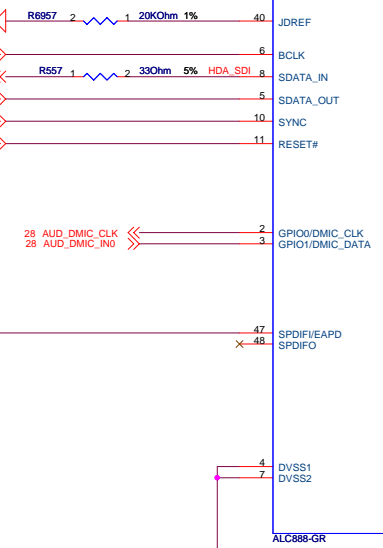 R6957 2 1 20KOhm 1% 40 JDREF
6 BCLK
R557 1 2 33Ohm 5% HDA_SDI 8 SDATA_IN
5 SDATA_OUT
10 SYNC
11 RESET#
28 AUD_DMIC_CLK 2 GPIO0/DMIC_CLK
28 AUD_DMIC_IN0 3 GPIO1/DMIC_DATA
47 SPDIFI/EAPD
48 SPDIFO
4 DVSS1
7 DVSS2
ALC888-GR